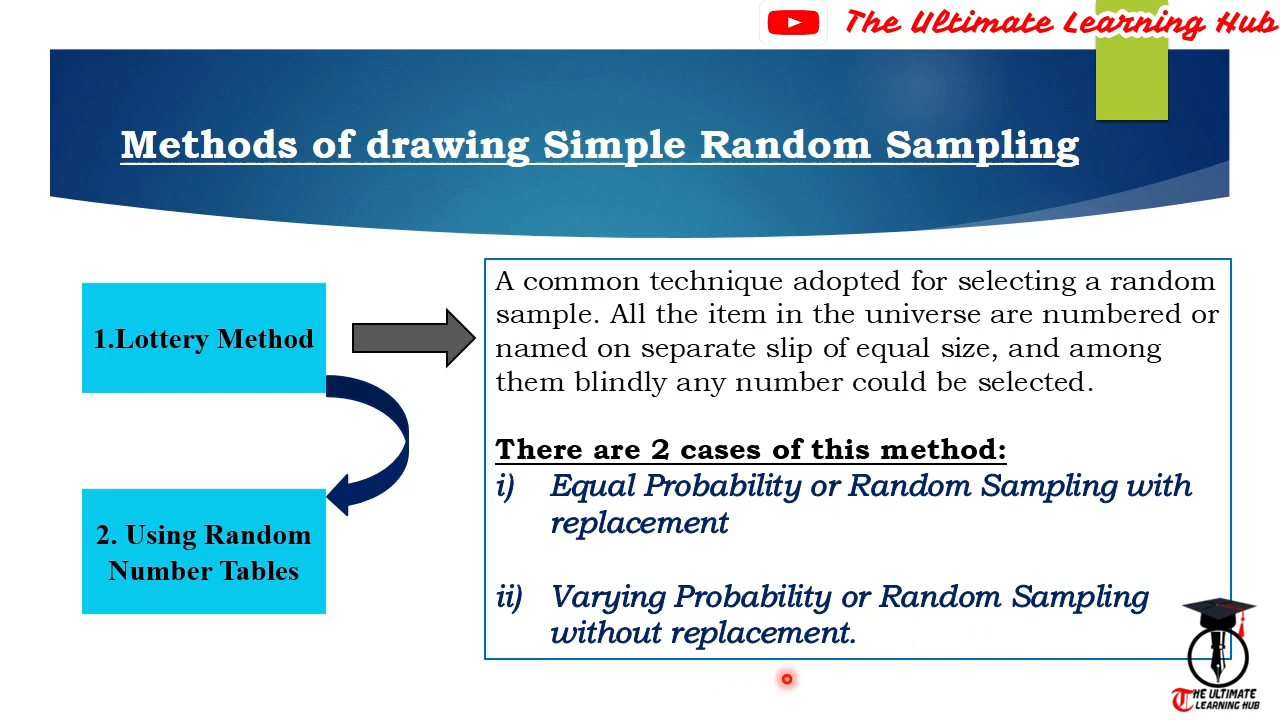 The Ultimate Learning Hub
Methods of drawing Simple Random Sampling
1.Lottery Method
A common technique adopted for selecting a random
sample. All the item in the universe are numbered or
named on separate slip of equal size, and among
them blindly any number could be selected.
There are 2 cases of this method:
i) Equal Probability or Random Sampling with
replacement
ii) Varying Probability or Random Sampling
without replacement.
2. Using Random
Number Tables
THE ULTIMATE
LEARNING HUB